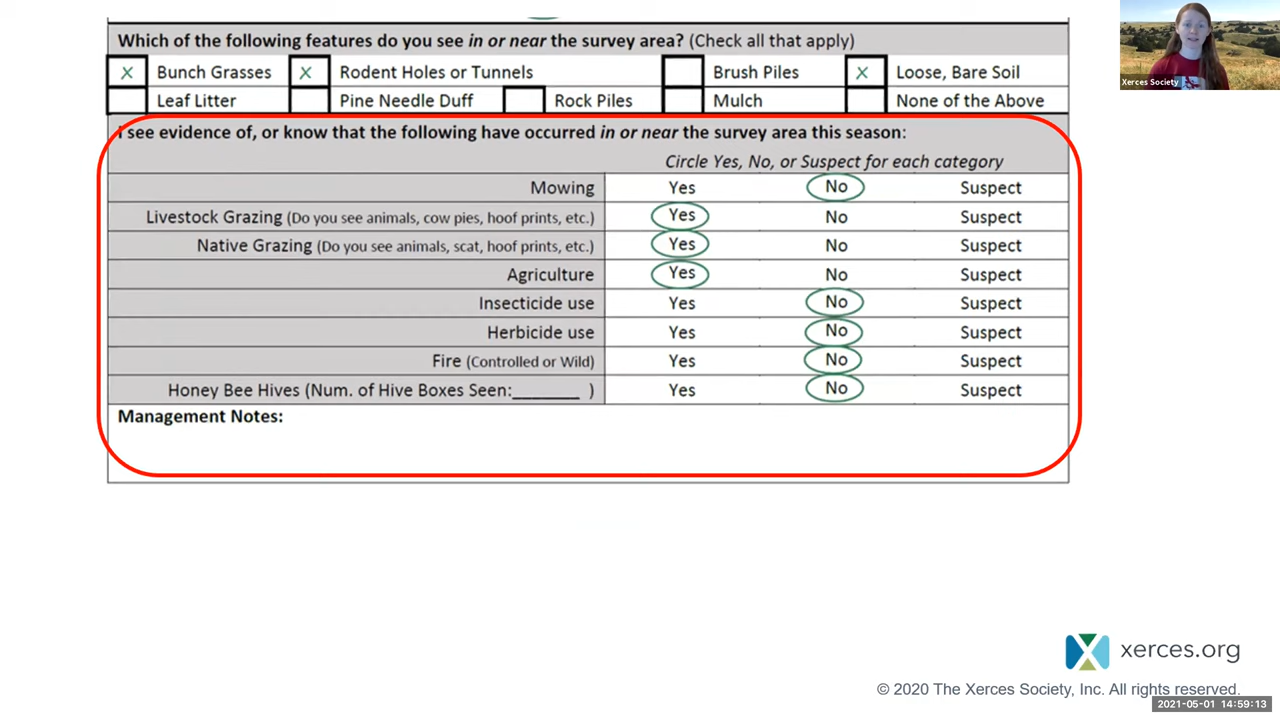 Which of the following features do you see in or near the survey area? (Check all that apply)
X Bunch Grasses X Rodent Holes or Tunnels Brush Piles X Loose, Bare Soil
Leaf Litter Pine Needle Duff Rock Piles Mulch None of the Above
I see evidence of, or know that the following have occurred in or near the survey area this season:
Circle Yes, No, or Suspect for each category
Mowing Yes No Suspect
Livestock Grazing (Do you see animals, cow pies, hoof prints, etc.) Yes No Suspect
Native Grazing (Do you see animals, scat, hoof prints, etc.) Yes No Suspect
Agriculture Yes No Suspect
Insecticide use Yes No Suspect
Herbicide use Yes No Suspect
Fire (Controlled or Wild) Yes No Suspect
Honey Bee Hives (Num. of Hive Boxes Seen:_______ ) Yes No Suspect
Management Notes:
Xerces Society
xerces.org
© 2020 The Xerces Society, Inc. All rights reserved.
2021-05-01 14:59:13